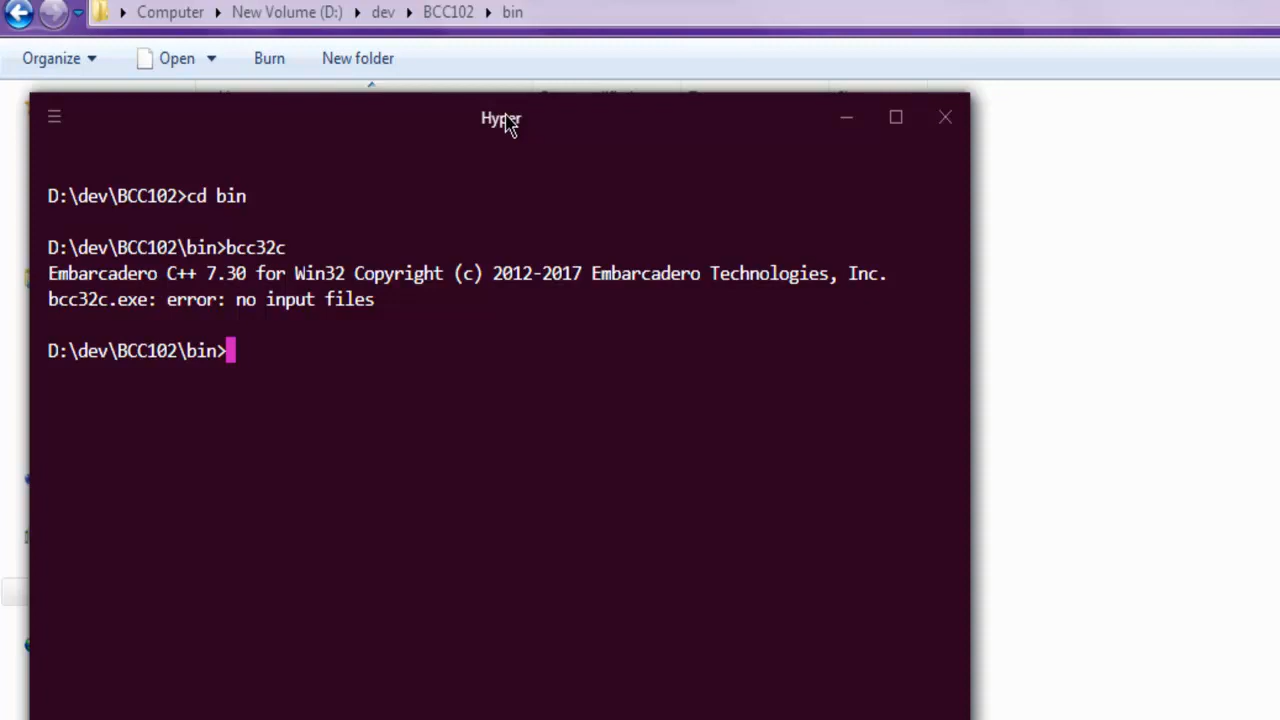 Computer New Volume (D:) dev BCC102 bin
Organize Open Burn New folder
Hyper
D:\dev\BCC102>cd bin
D:\dev\BCC102\bin>bcc32c
Embarcadero C++ 7.30 for Win32 Copyright (c) 2012-2017 Embarcadero Technologies, Inc.
bcc32c.exe: error: no input files
D:\dev\BCC102\bin>